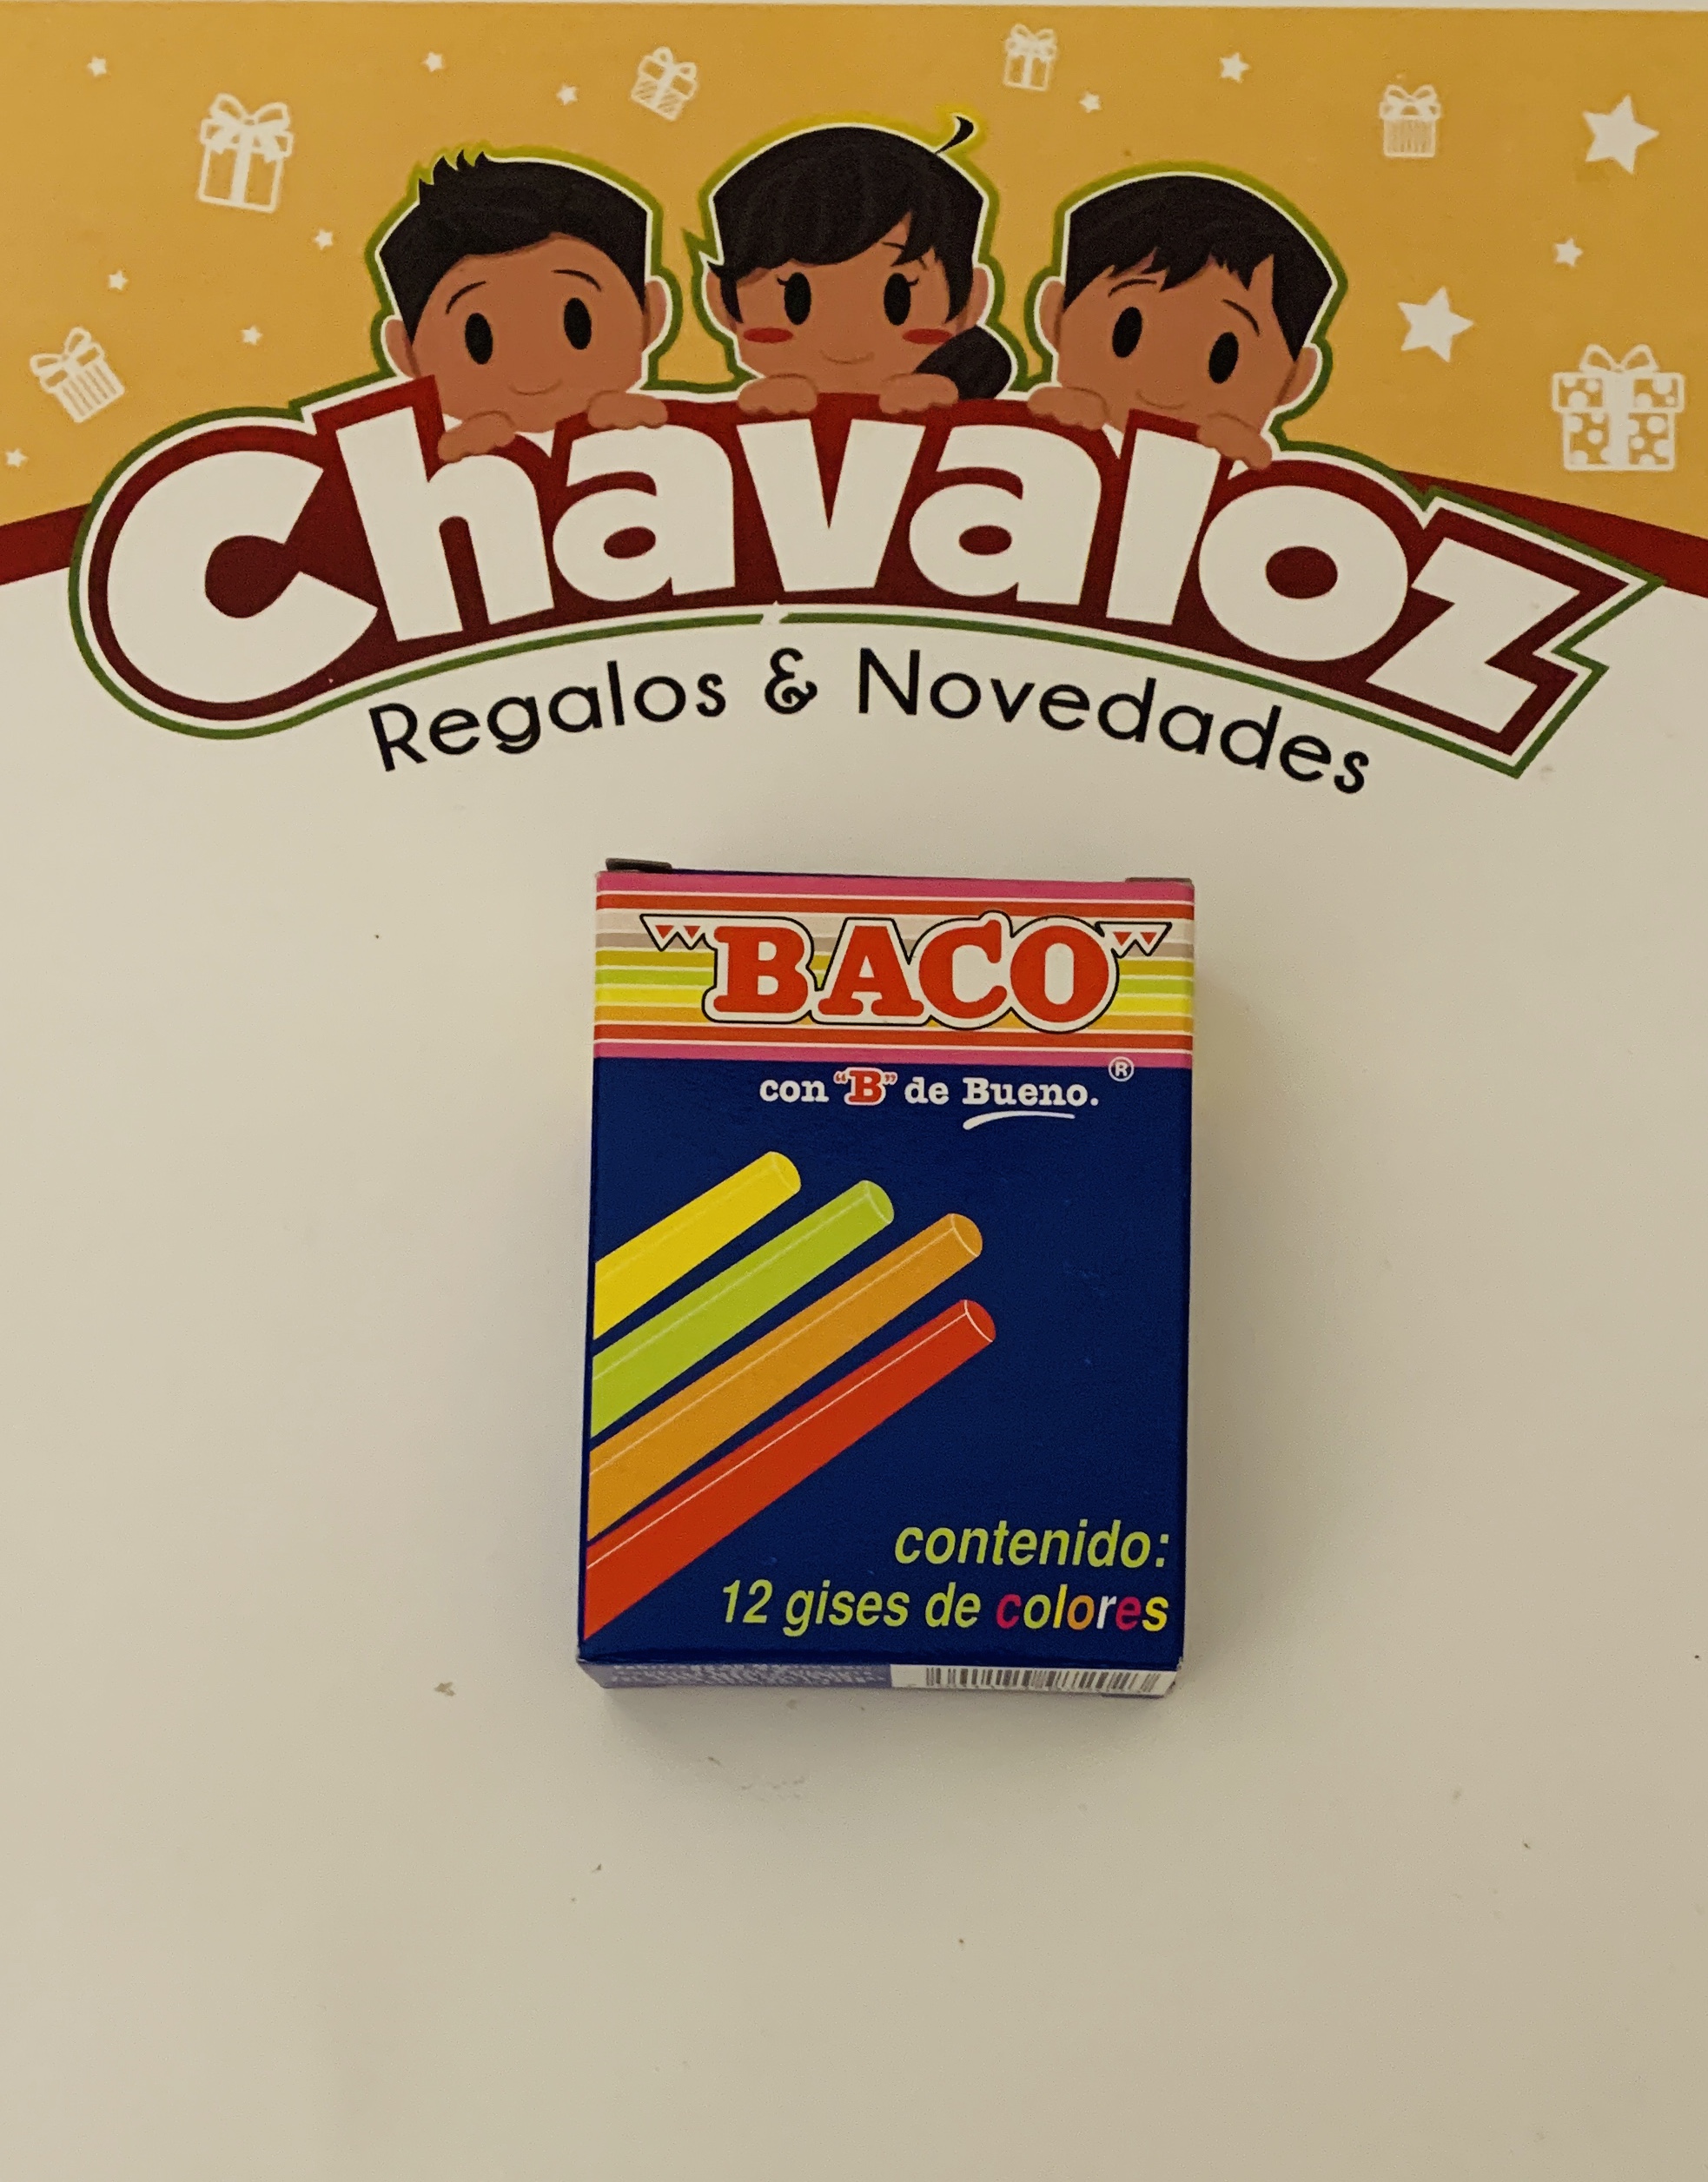 Chavaloz
Regalos & Novedades
"BACO"
con "B" de Bueno.®
contenido:
12 gises de colores